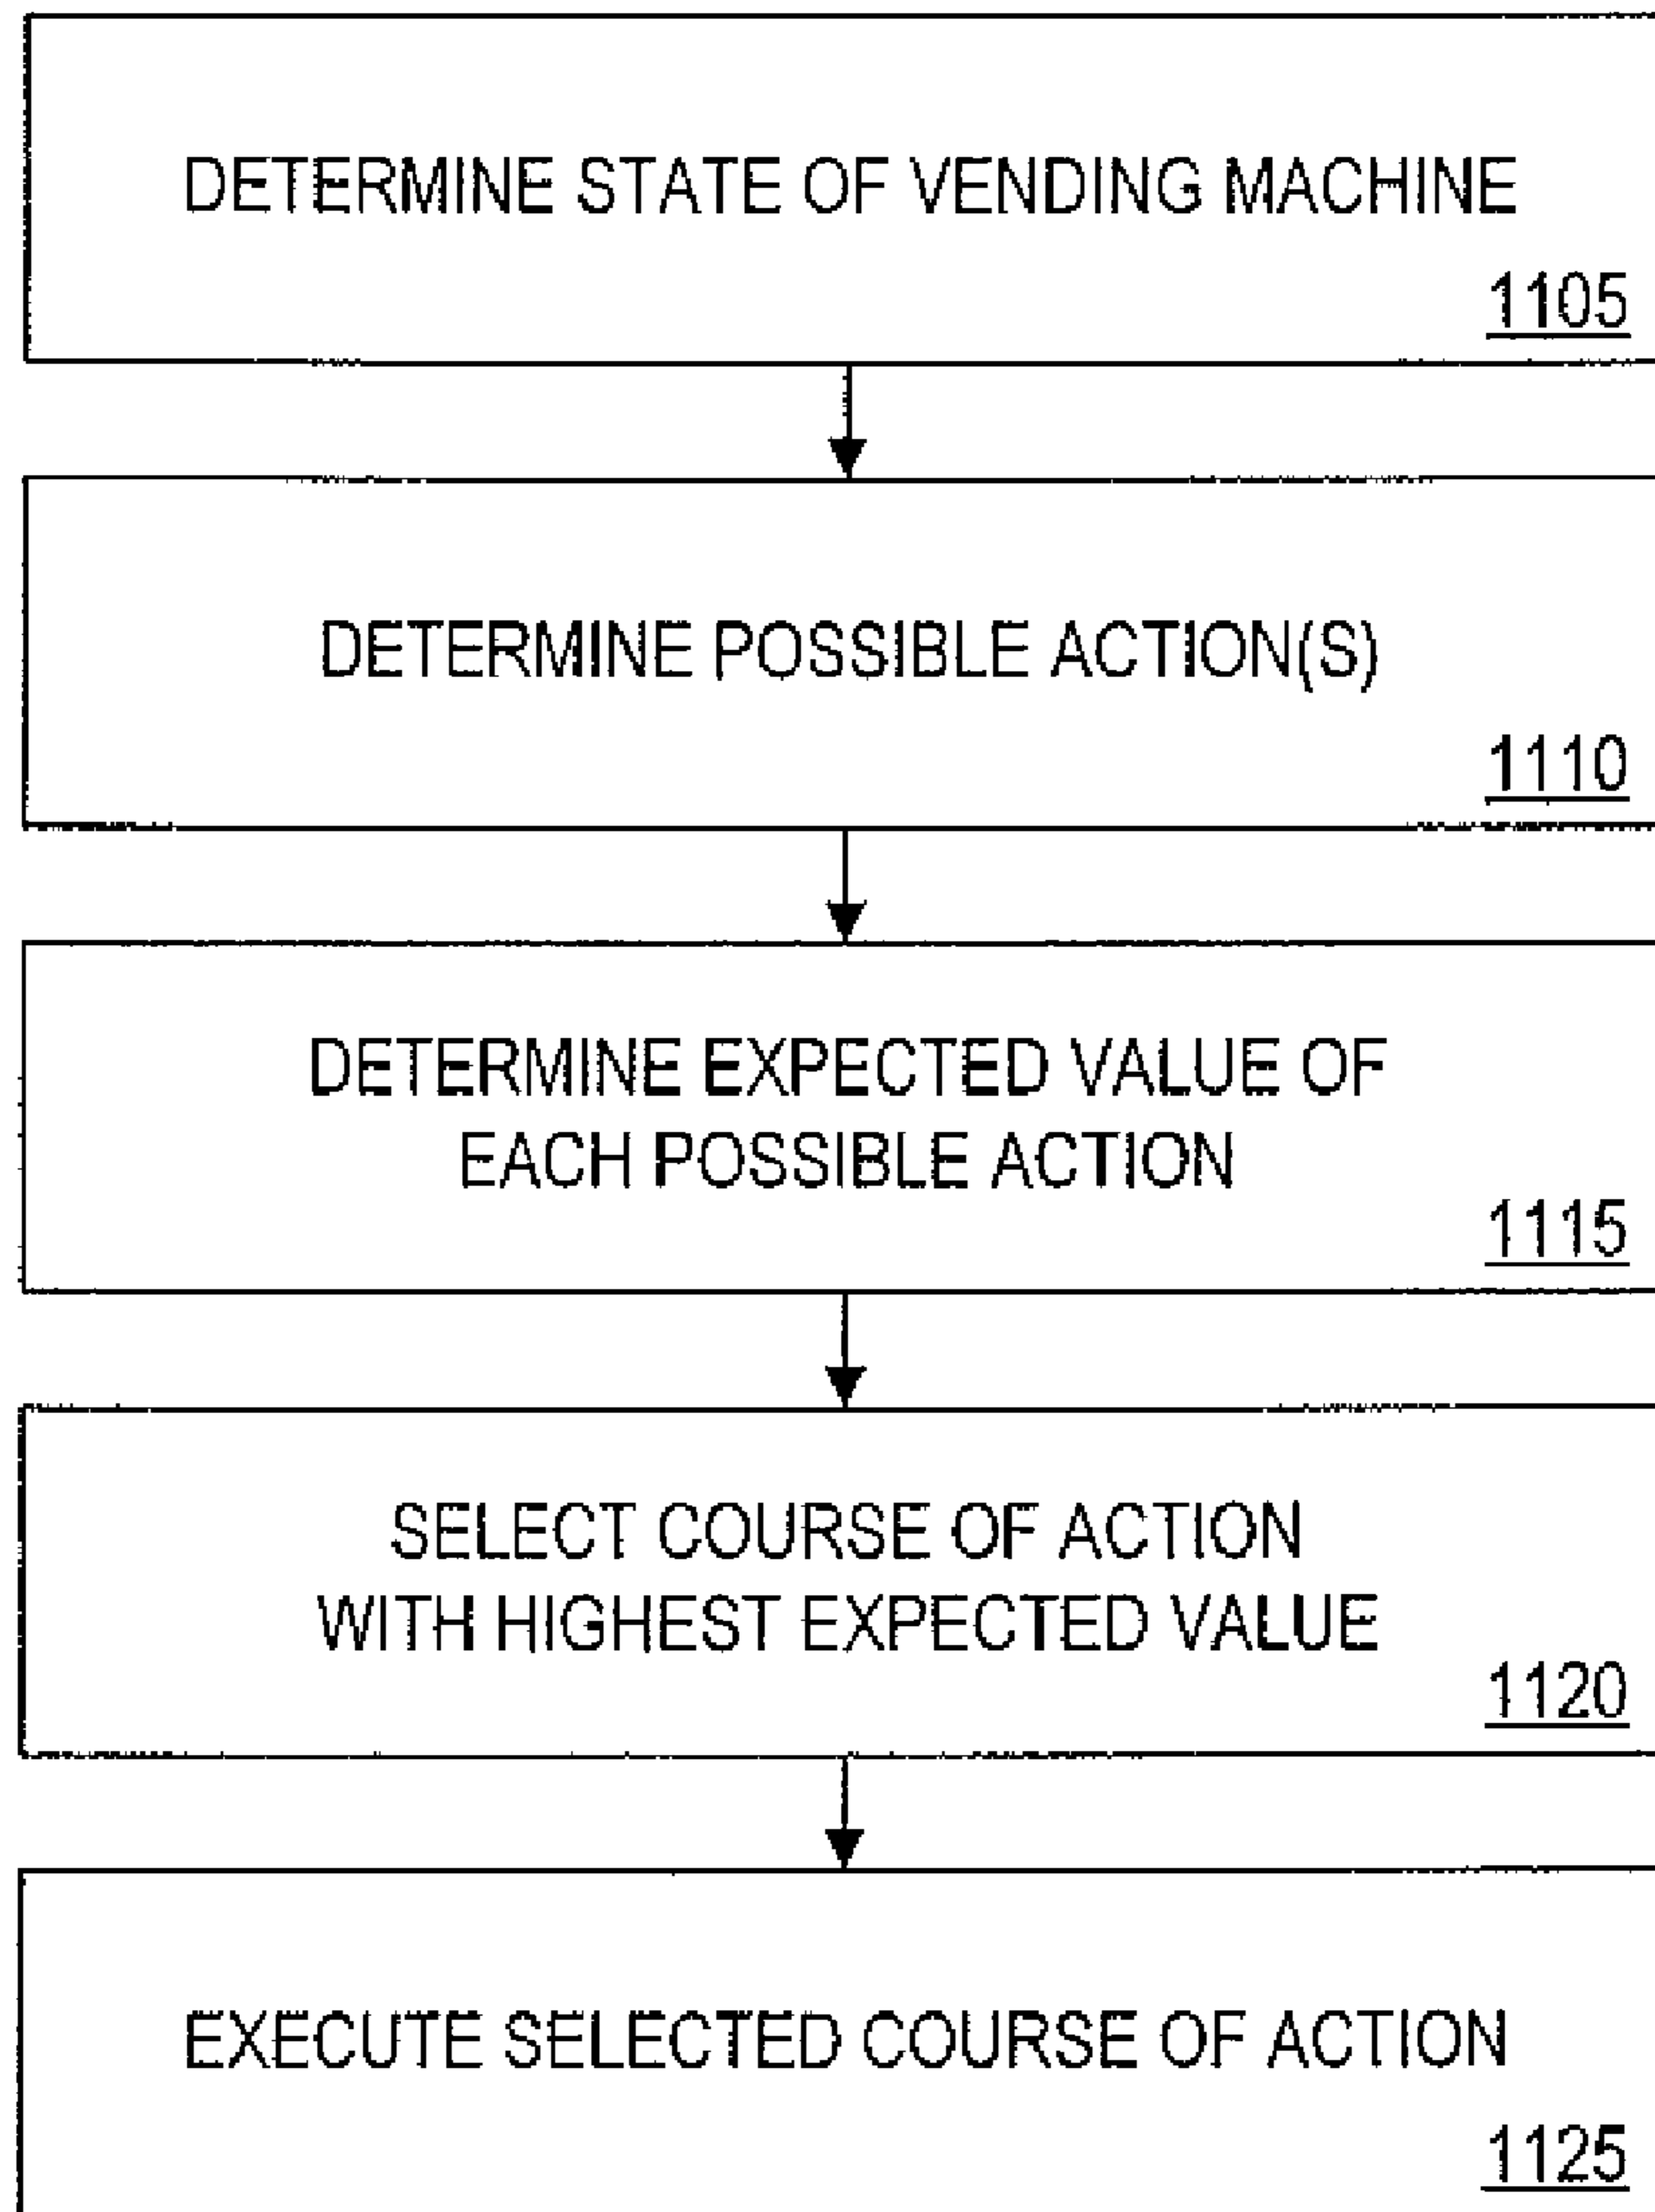 DETERMINE STATE OF VENDING MACHINE
1105
DETERMINE POSSIBLE ACTION(S)
1110
DETERMINE EXPECTED VALUE OF
EACH POSSIBLE ACTION
1115
SELECT COURSE OF ACTION
WITH HIGHEST EXPECTED VALUE
1120
EXECUTE SELECTED COURSE OF ACTION
1125